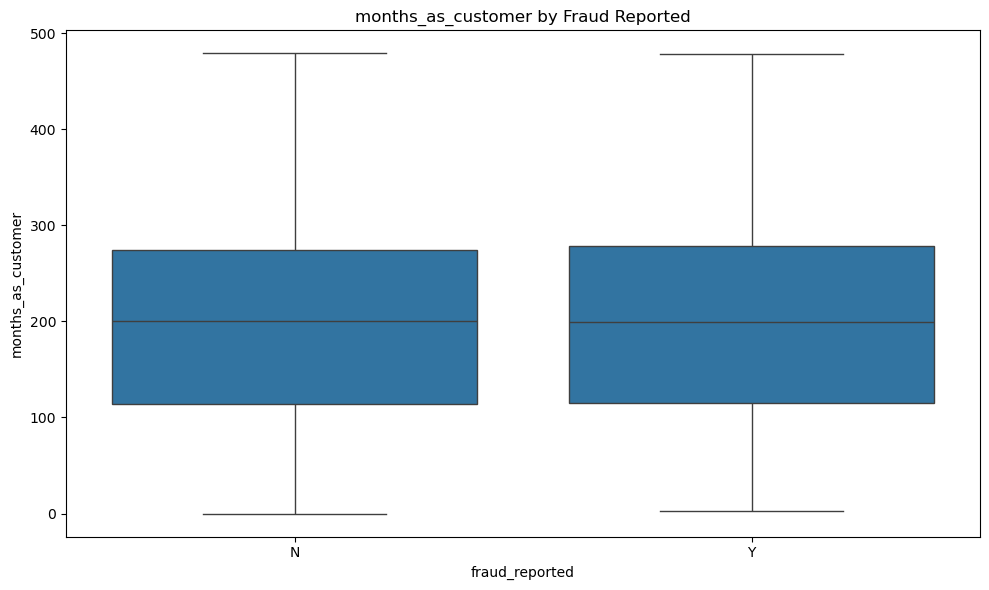 months_as_customer by Fraud Reported
500
400
300
200
100
0
months_as_customer
N
Y
fraud_reported